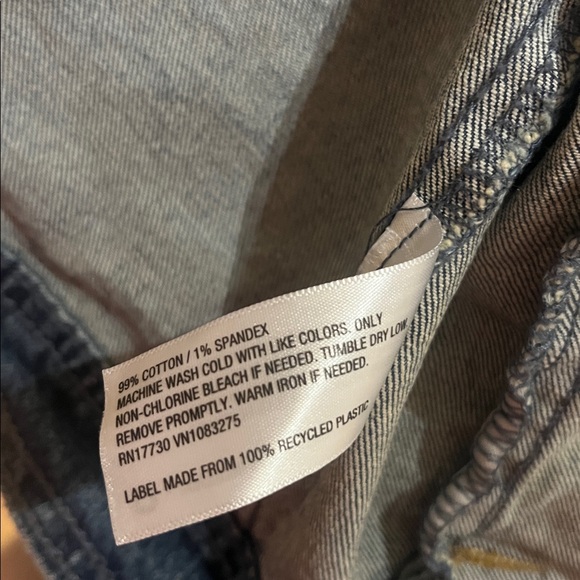 99% COTTON / 1% SPANDEX
MACHINE WASH COLD WITH LIKE COLORS. ONLY
NON-CHLORINE BLEACH IF NEEDED. TUMBLE DRY LOW.
REMOVE PROMPTLY. WARM IRON IF NEEDED.
RN17730 VN1083275
LABEL MADE FROM 100% RECYCLED PLASTIC